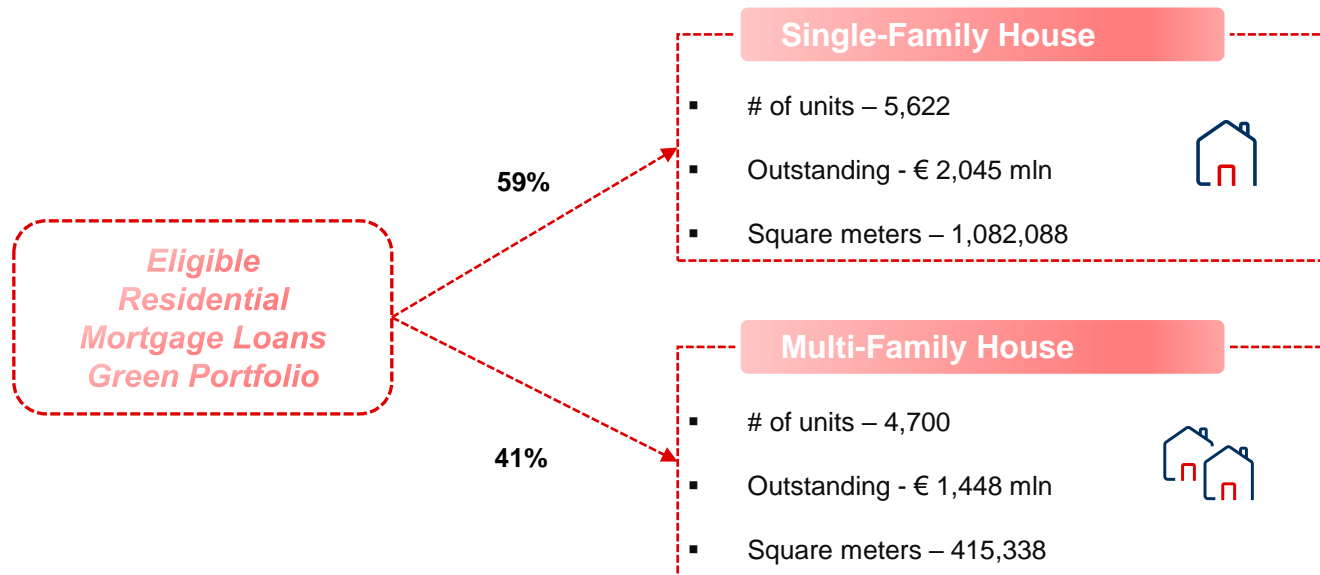 Single-Family House
▪ # of units – 5,622
▪ Outstanding - € 2,045 mln
▪ Square meters – 1,082,088
59%
Eligible
Residential
Mortgage Loans
Green Portfolio
41%
Multi-Family House
▪ # of units – 4,700
▪ Outstanding - € 1,448 mln
▪ Square meters – 415,338